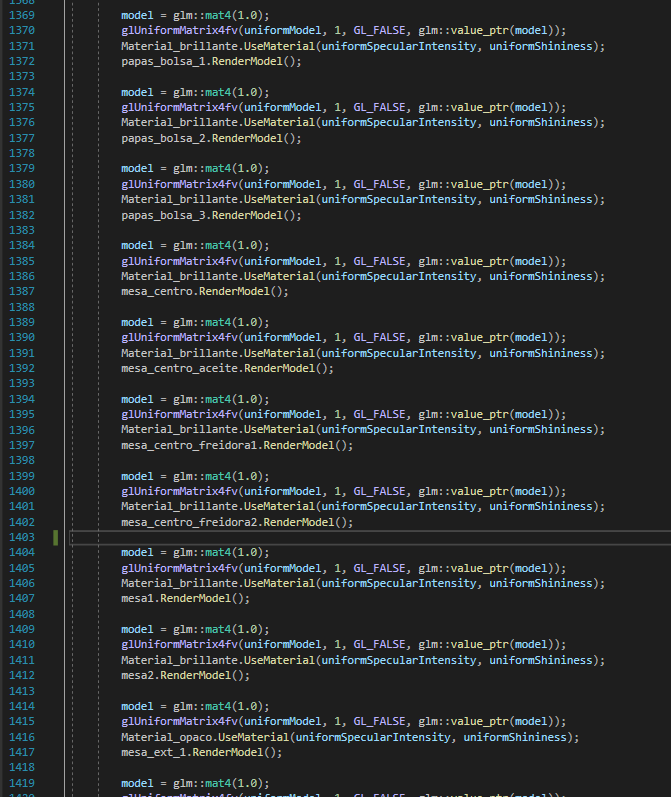 1368
1369 model = glm::mat4(1.0);
1370 glUniformMatrix4fv(uniformModel, 1, GL_FALSE, glm::value_ptr(model));
1371 Material_brillante.UseMaterial(uniformSpecularIntensity, uniformShininess);
1372 papas_bolsa_1.RenderModel();
1373
1374 model = glm::mat4(1.0);
1375 glUniformMatrix4fv(uniformModel, 1, GL_FALSE, glm::value_ptr(model));
1376 Material_brillante.UseMaterial(uniformSpecularIntensity, uniformShininess);
1377 papas_bolsa_2.RenderModel();
1378
1379 model = glm::mat4(1.0);
1380 glUniformMatrix4fv(uniformModel, 1, GL_FALSE, glm::value_ptr(model));
1381 Material_brillante.UseMaterial(uniformSpecularIntensity, uniformShininess);
1382 papas_bolsa_3.RenderModel();
1383
1384 model = glm::mat4(1.0);
1385 glUniformMatrix4fv(uniformModel, 1, GL_FALSE, glm::value_ptr(model));
1386 Material_brillante.UseMaterial(uniformSpecularIntensity, uniformShininess);
1387 mesa_centro.RenderModel();
1388
1389 model = glm::mat4(1.0);
1390 glUniformMatrix4fv(uniformModel, 1, GL_FALSE, glm::value_ptr(model));
1391 Material_brillante.UseMaterial(uniformSpecularIntensity, uniformShininess);
1392 mesa_centro_aceite.RenderModel();
1393
1394 model = glm::mat4(1.0);
1395 glUniformMatrix4fv(uniformModel, 1, GL_FALSE, glm::value_ptr(model));
1396 Material_brillante.UseMaterial(uniformSpecularIntensity, uniformShininess);
1397 mesa_centro_freidora1.RenderModel();
1398
1399 model = glm::mat4(1.0);
1400 glUniformMatrix4fv(uniformModel, 1, GL_FALSE, glm::value_ptr(model));
1401 Material_brillante.UseMaterial(uniformSpecularIntensity, uniformShininess);
1402 mesa_centro_freidora2.RenderModel();
1403
1404 model = glm::mat4(1.0);
1405 glUniformMatrix4fv(uniformModel, 1, GL_FALSE, glm::value_ptr(model));
1406 Material_brillante.UseMaterial(uniformSpecularIntensity, uniformShininess);
1407 mesa1.RenderModel();
1408
1409 model = glm::mat4(1.0);
1410 glUniformMatrix4fv(uniformModel, 1, GL_FALSE, glm::value_ptr(model));
1411 Material_brillante.UseMaterial(uniformSpecularIntensity, uniformShininess);
1412 mesa2.RenderModel();
1413
1414 model = glm::mat4(1.0);
1415 glUniformMatrix4fv(uniformModel, 1, GL_FALSE, glm::value_ptr(model));
1416 Material_opaco.UseMaterial(uniformSpecularIntensity, uniformShininess);
1417 mesa_ext_1.RenderModel();
1418
1419 model = glm::mat4(1.0);
1420 glUniformMatrix4fv(uniformModel, 1, GL_FALSE, glm::value_ptr(model));